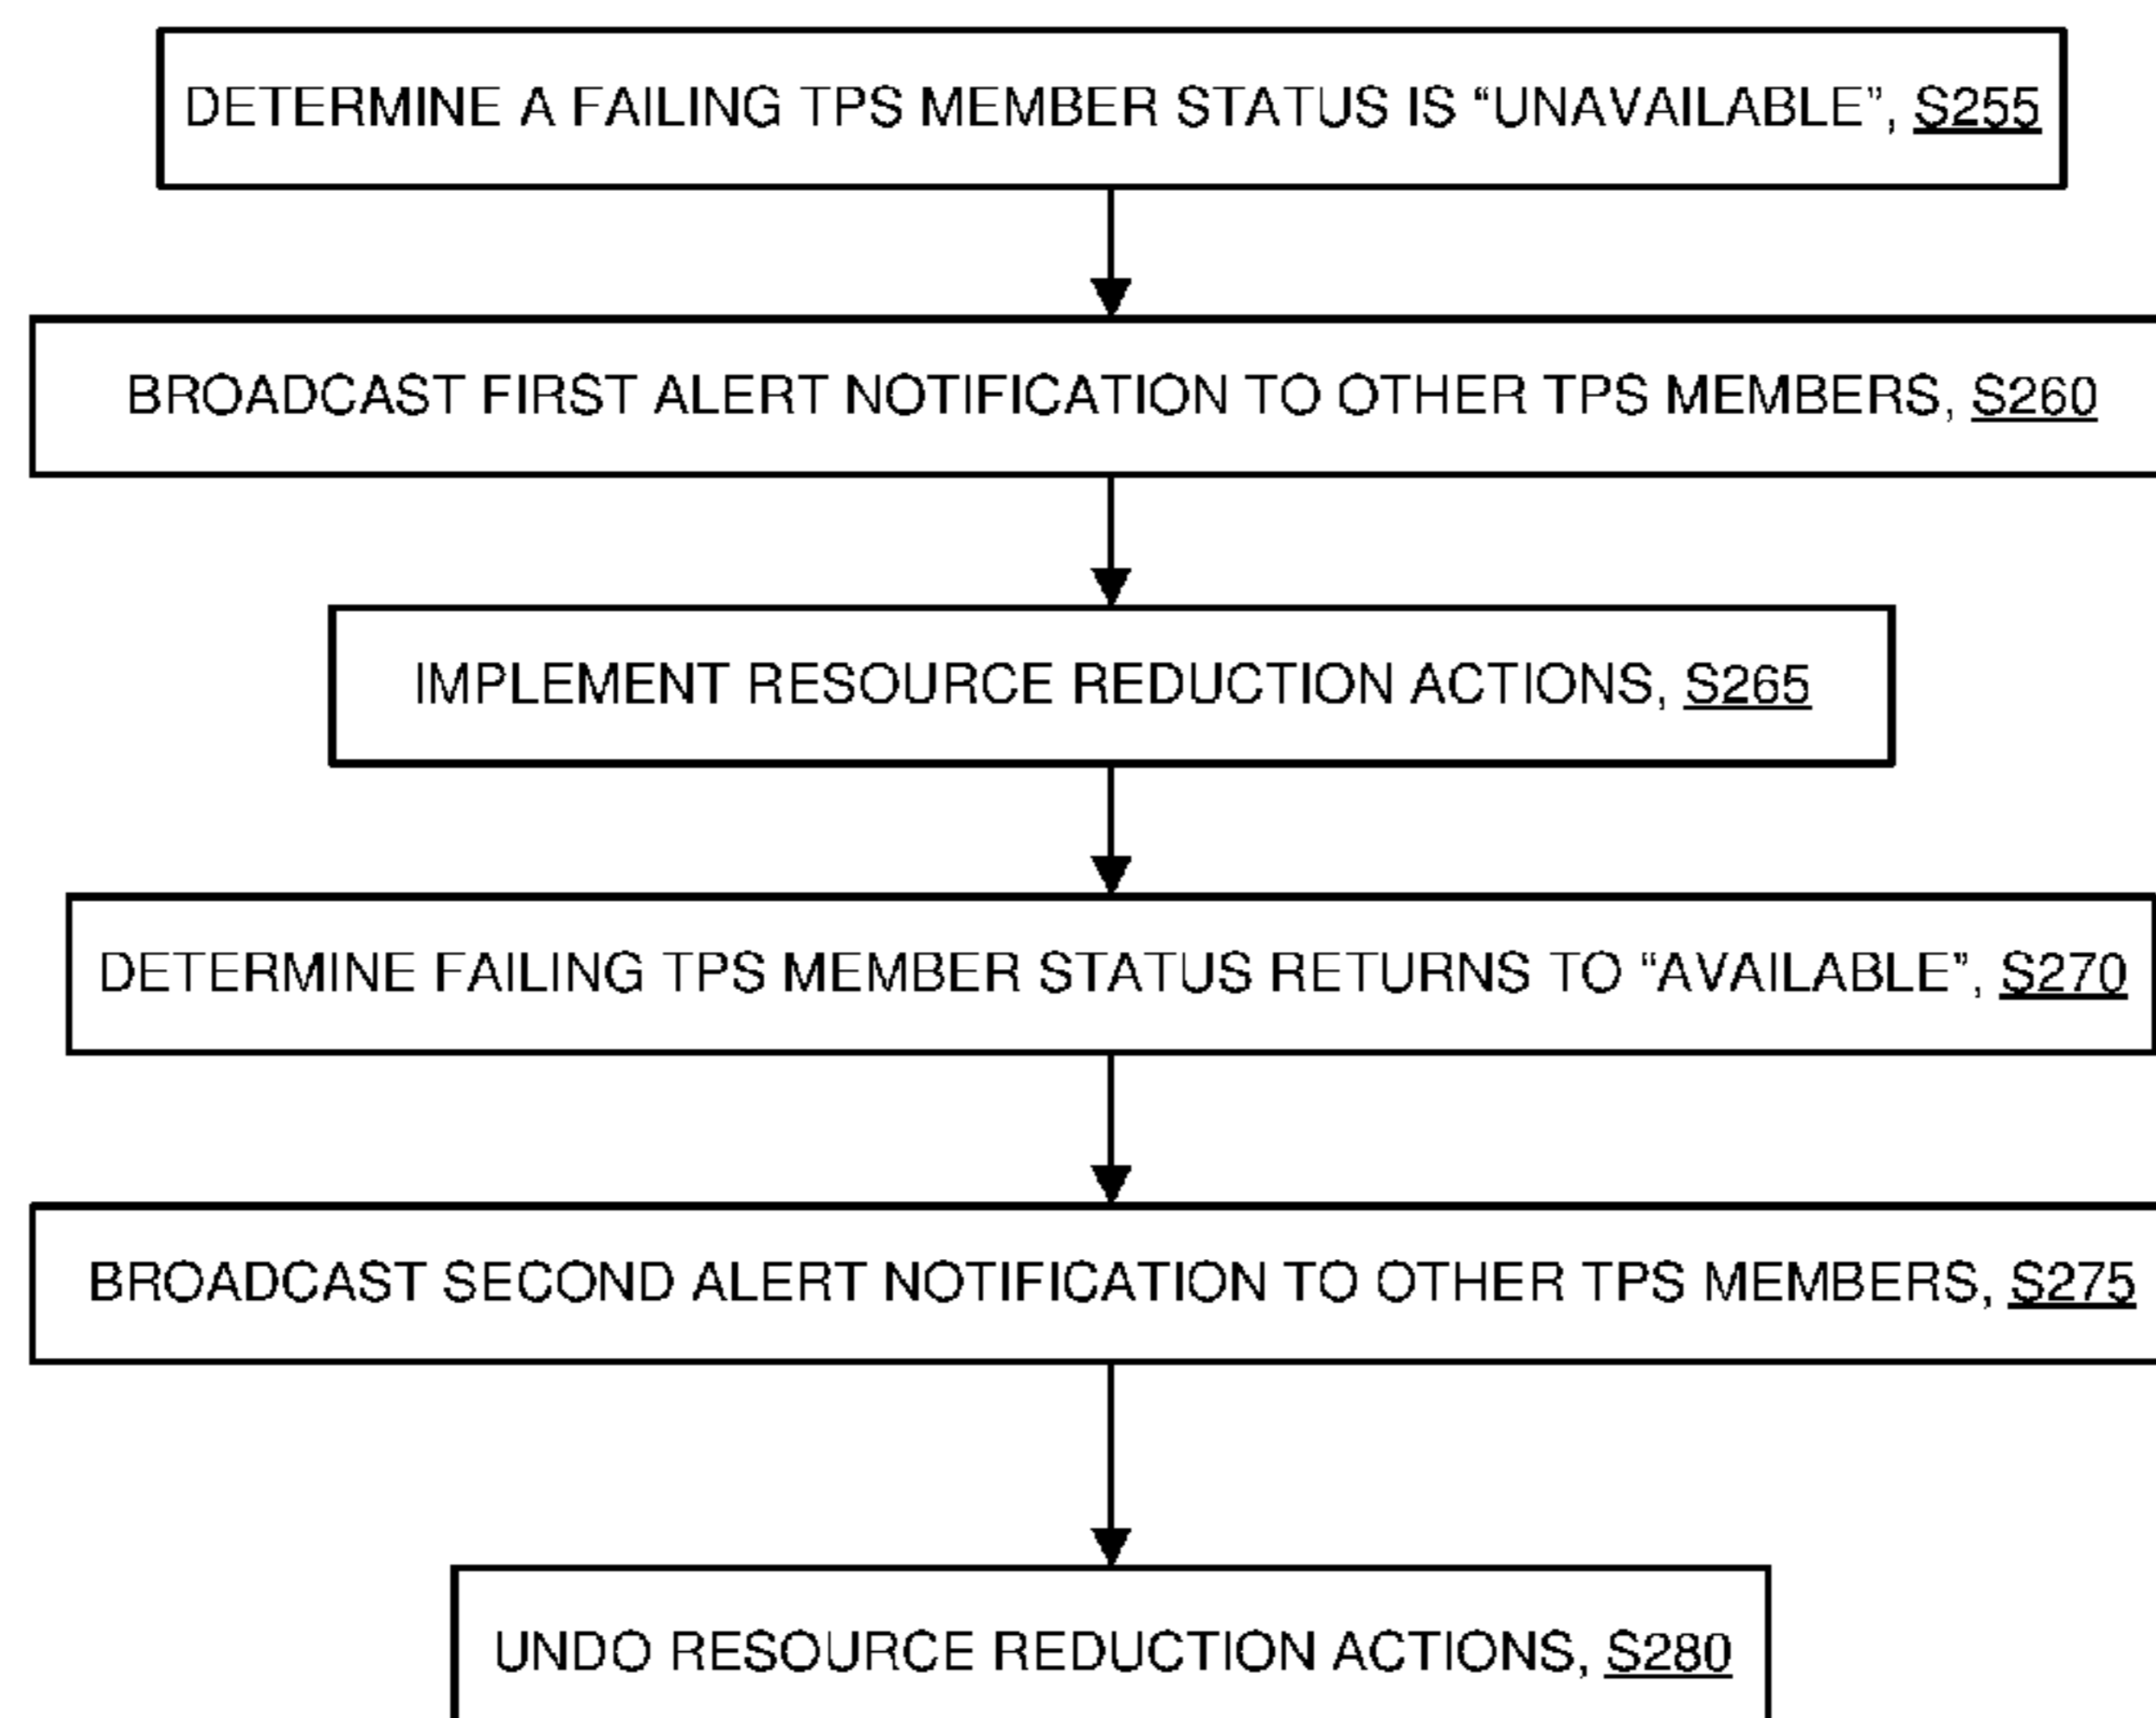 DETERMINE A FAILING TPS MEMBER STATUS IS “UNAVAILABLE”, S255
BROADCAST FIRST ALERT NOTIFICATION TO OTHER TPS MEMBERS, S260
IMPLEMENT RESOURCE REDUCTION ACTIONS, S265
DETERMINE FAILING TPS MEMBER STATUS RETURNS TO “AVAILABLE”, S270
BROADCAST SECOND ALERT NOTIFICATION TO OTHER TPS MEMBERS, S275
UNDO RESOURCE REDUCTION ACTIONS, S280